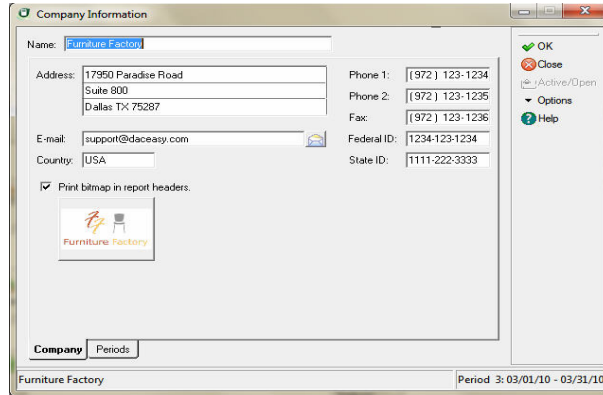 Company Information
Name: Furniture Factory
Address: 17950 Paradise Road
Suite 800
Dallas TX 75287
E-mail: support@daceasy.com
Country: USA
Phone 1: (972 ) 123-1234
Phone 2: (972 ) 123-1235
Fax: (972 ) 123-1236
Federal ID: 1234-123-1234
State ID: 1111-222-3333
Print bitmap in report headers.
Furniture Factory
OK
Close
Active/Open
Options
Help
Company Periods
Furniture Factory
Period 3: 03/01/10 - 03/31/10